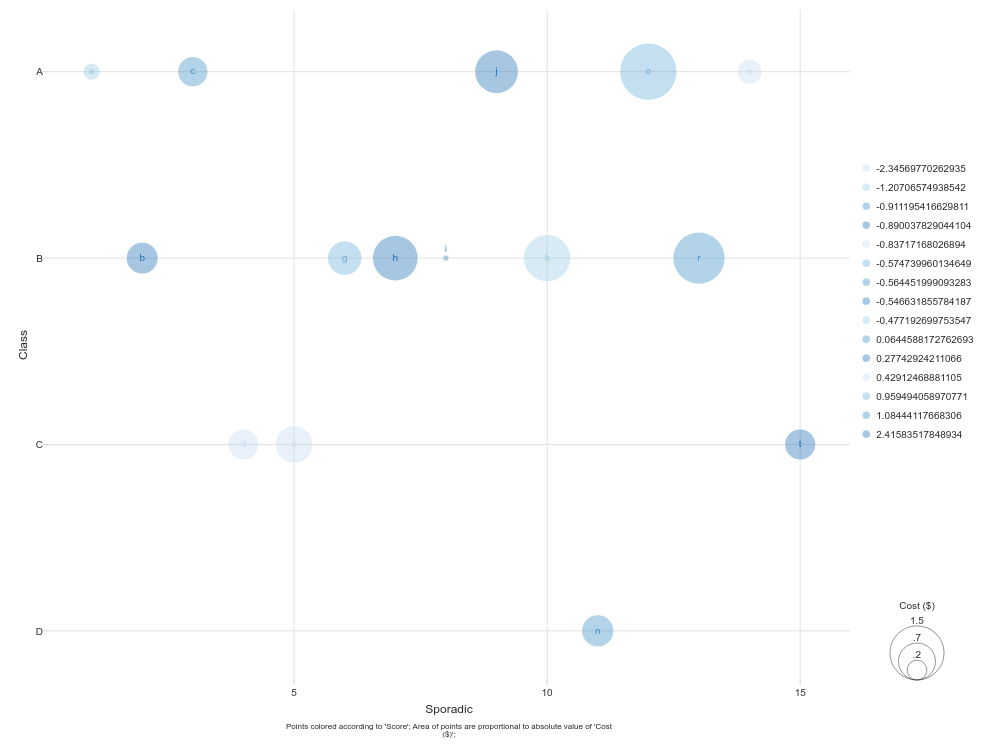 A
a
c
j
o
s
B
b
g
h
i
k
r
Class
C
d
e
t
D
n
5
10
15
Sporadic
Points colored according to 'Score'; Area of points are proportional to absolute value of 'Cost
($)';
-2.34569770262935
-1.20706574938542
-0.911195416629811
-0.890037829044104
-0.83717168026894
-0.574739960134649
-0.564451999093283
-0.546631855784187
-0.477192699753547
0.0644588172762693
0.27742924211066
0.42912468881105
0.959494058970771
1.08444117668306
2.41583517848934
Cost ($)
1.5
.7
.2